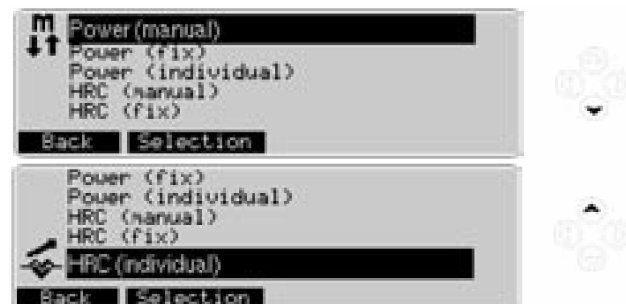 m Power (manual)
Power (fix)
Power (individual)
HRC (manual)
HRC (fix)
Back Selection
Power (fix)
Power (individual)
HRC (manual)
HRC (fix)
HRC (individual)
Back Selection